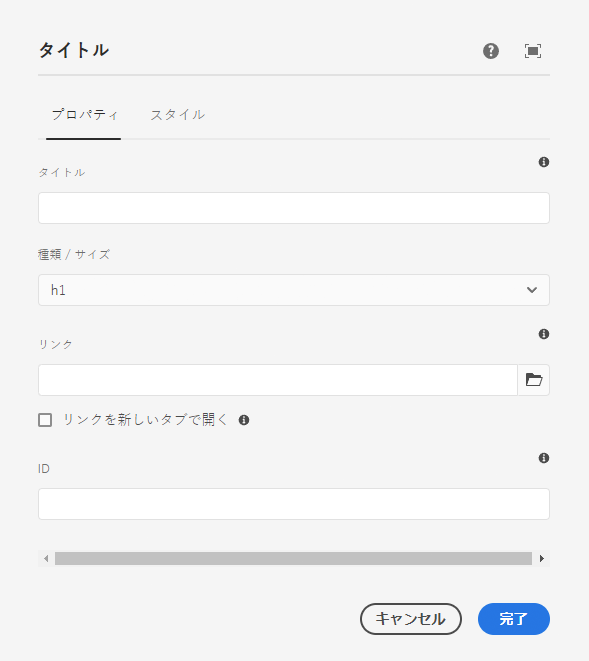 タイトル
プロパティ スタイル
タイトル
種類 / サイズ
h1
リンク
リンクを新しいタブで開く
ID
キャンセル 完了